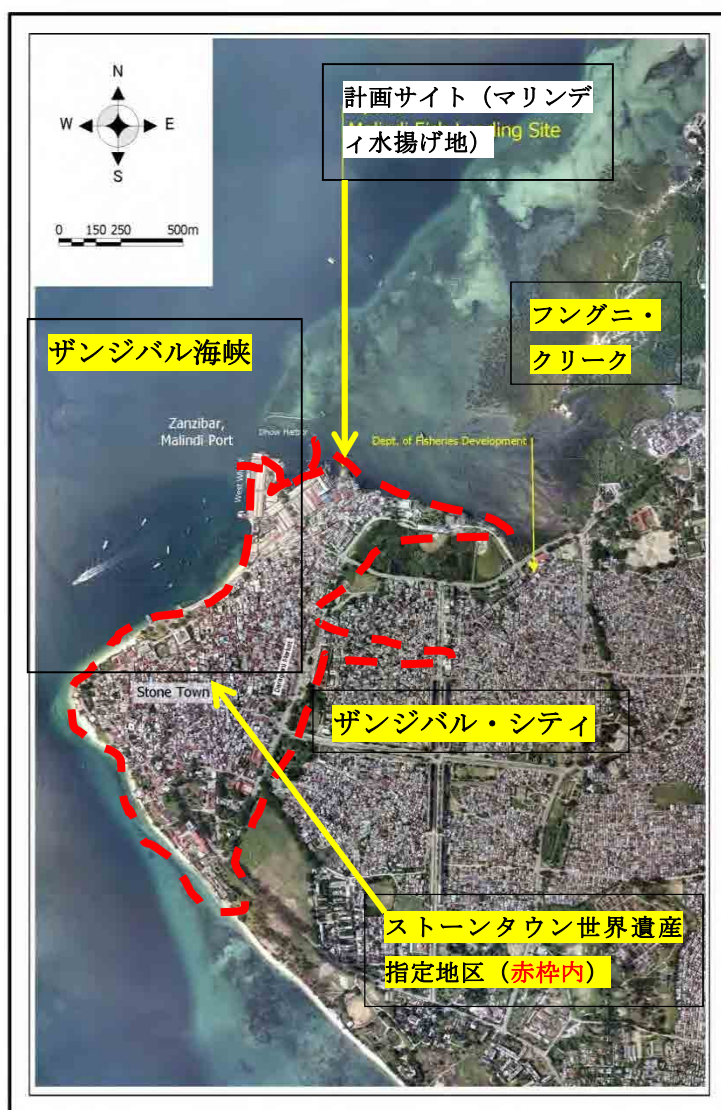 N
W E
S
0 150 250 500m
計画サイト（マリンデ
ィ水揚げ地）
ing Site
フングニ・
クリーク
ザンジバル海峡
Zanzibar,
Malindi Port
Dhow Harbor
Dept. of Fisheries Development
West Wharf
Stone Town
ザンジバル・シティ
ストーンタウン世界遺産
指定地区（赤枠内）